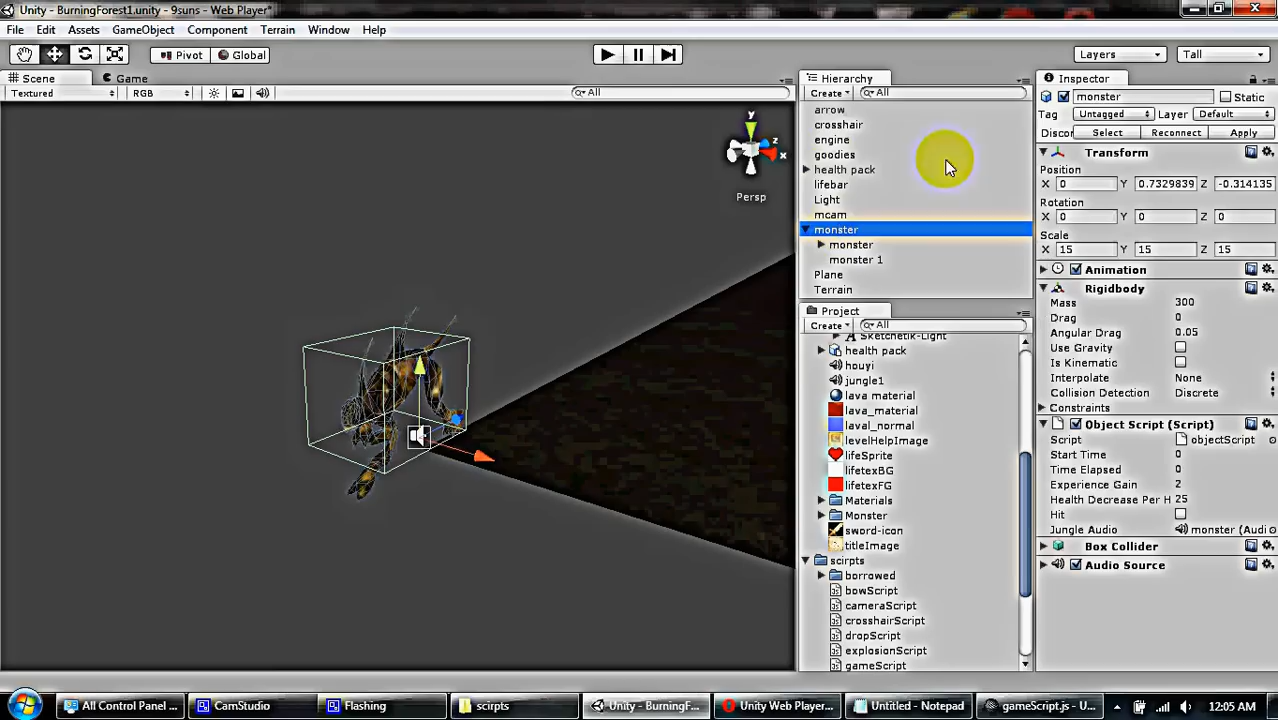 Unity - BurningForest1.unity - 9suns - Web Player*
File Edit Assets GameObject Component Terrain Window Help
Pivot Global Layers Tall
Scene Game
Textured RGB All
y
z
x
Persp
Hierarchy
Create All
arrow
crosshair
engine
goodies
health pack
lifebar
Light
mcam
monster
monster
monster 1
Plane
Terrain
Project
Create All
Sketchetik-Light
health pack
houyi
jungle1
lava material
lava_material
laval_normal
levelHelpImage
lifeSprite
lifetexBG
lifetexFG
Materials
Monster
sword-icon
titleImage
scirpts
borrowed
bowScript
cameraScript
crosshairScript
dropScript
explosionScript
gameScript
Inspector
monster Static
Tag Untagged Layer Default
Discor Select Reconnect Apply
Transform
Position
X 0 Y 0.7329839 Z -0.314135
Rotation
X 0 Y 0 Z 0
Scale
X 15 Y 15 Z 15
Animation
Rigidbody
Mass 300
Drag 0
Angular Drag 0.05
Use Gravity
Is Kinematic
Interpolate None
Collision Detection Discrete
Constraints
Object Script (Script)
Script objectScript
Start Time 0
Time Elapsed 0
Experience Gain 2
Health Decrease Per H 25
Hit
Jungle Audio monster (Audi
Box Collider
Audio Source
All Control Panel ... CamStudio Flashing scirpts Unity - BurningF... Unity Web Player... Untitled - Notepad gameScript.js - U... 12:05 AM